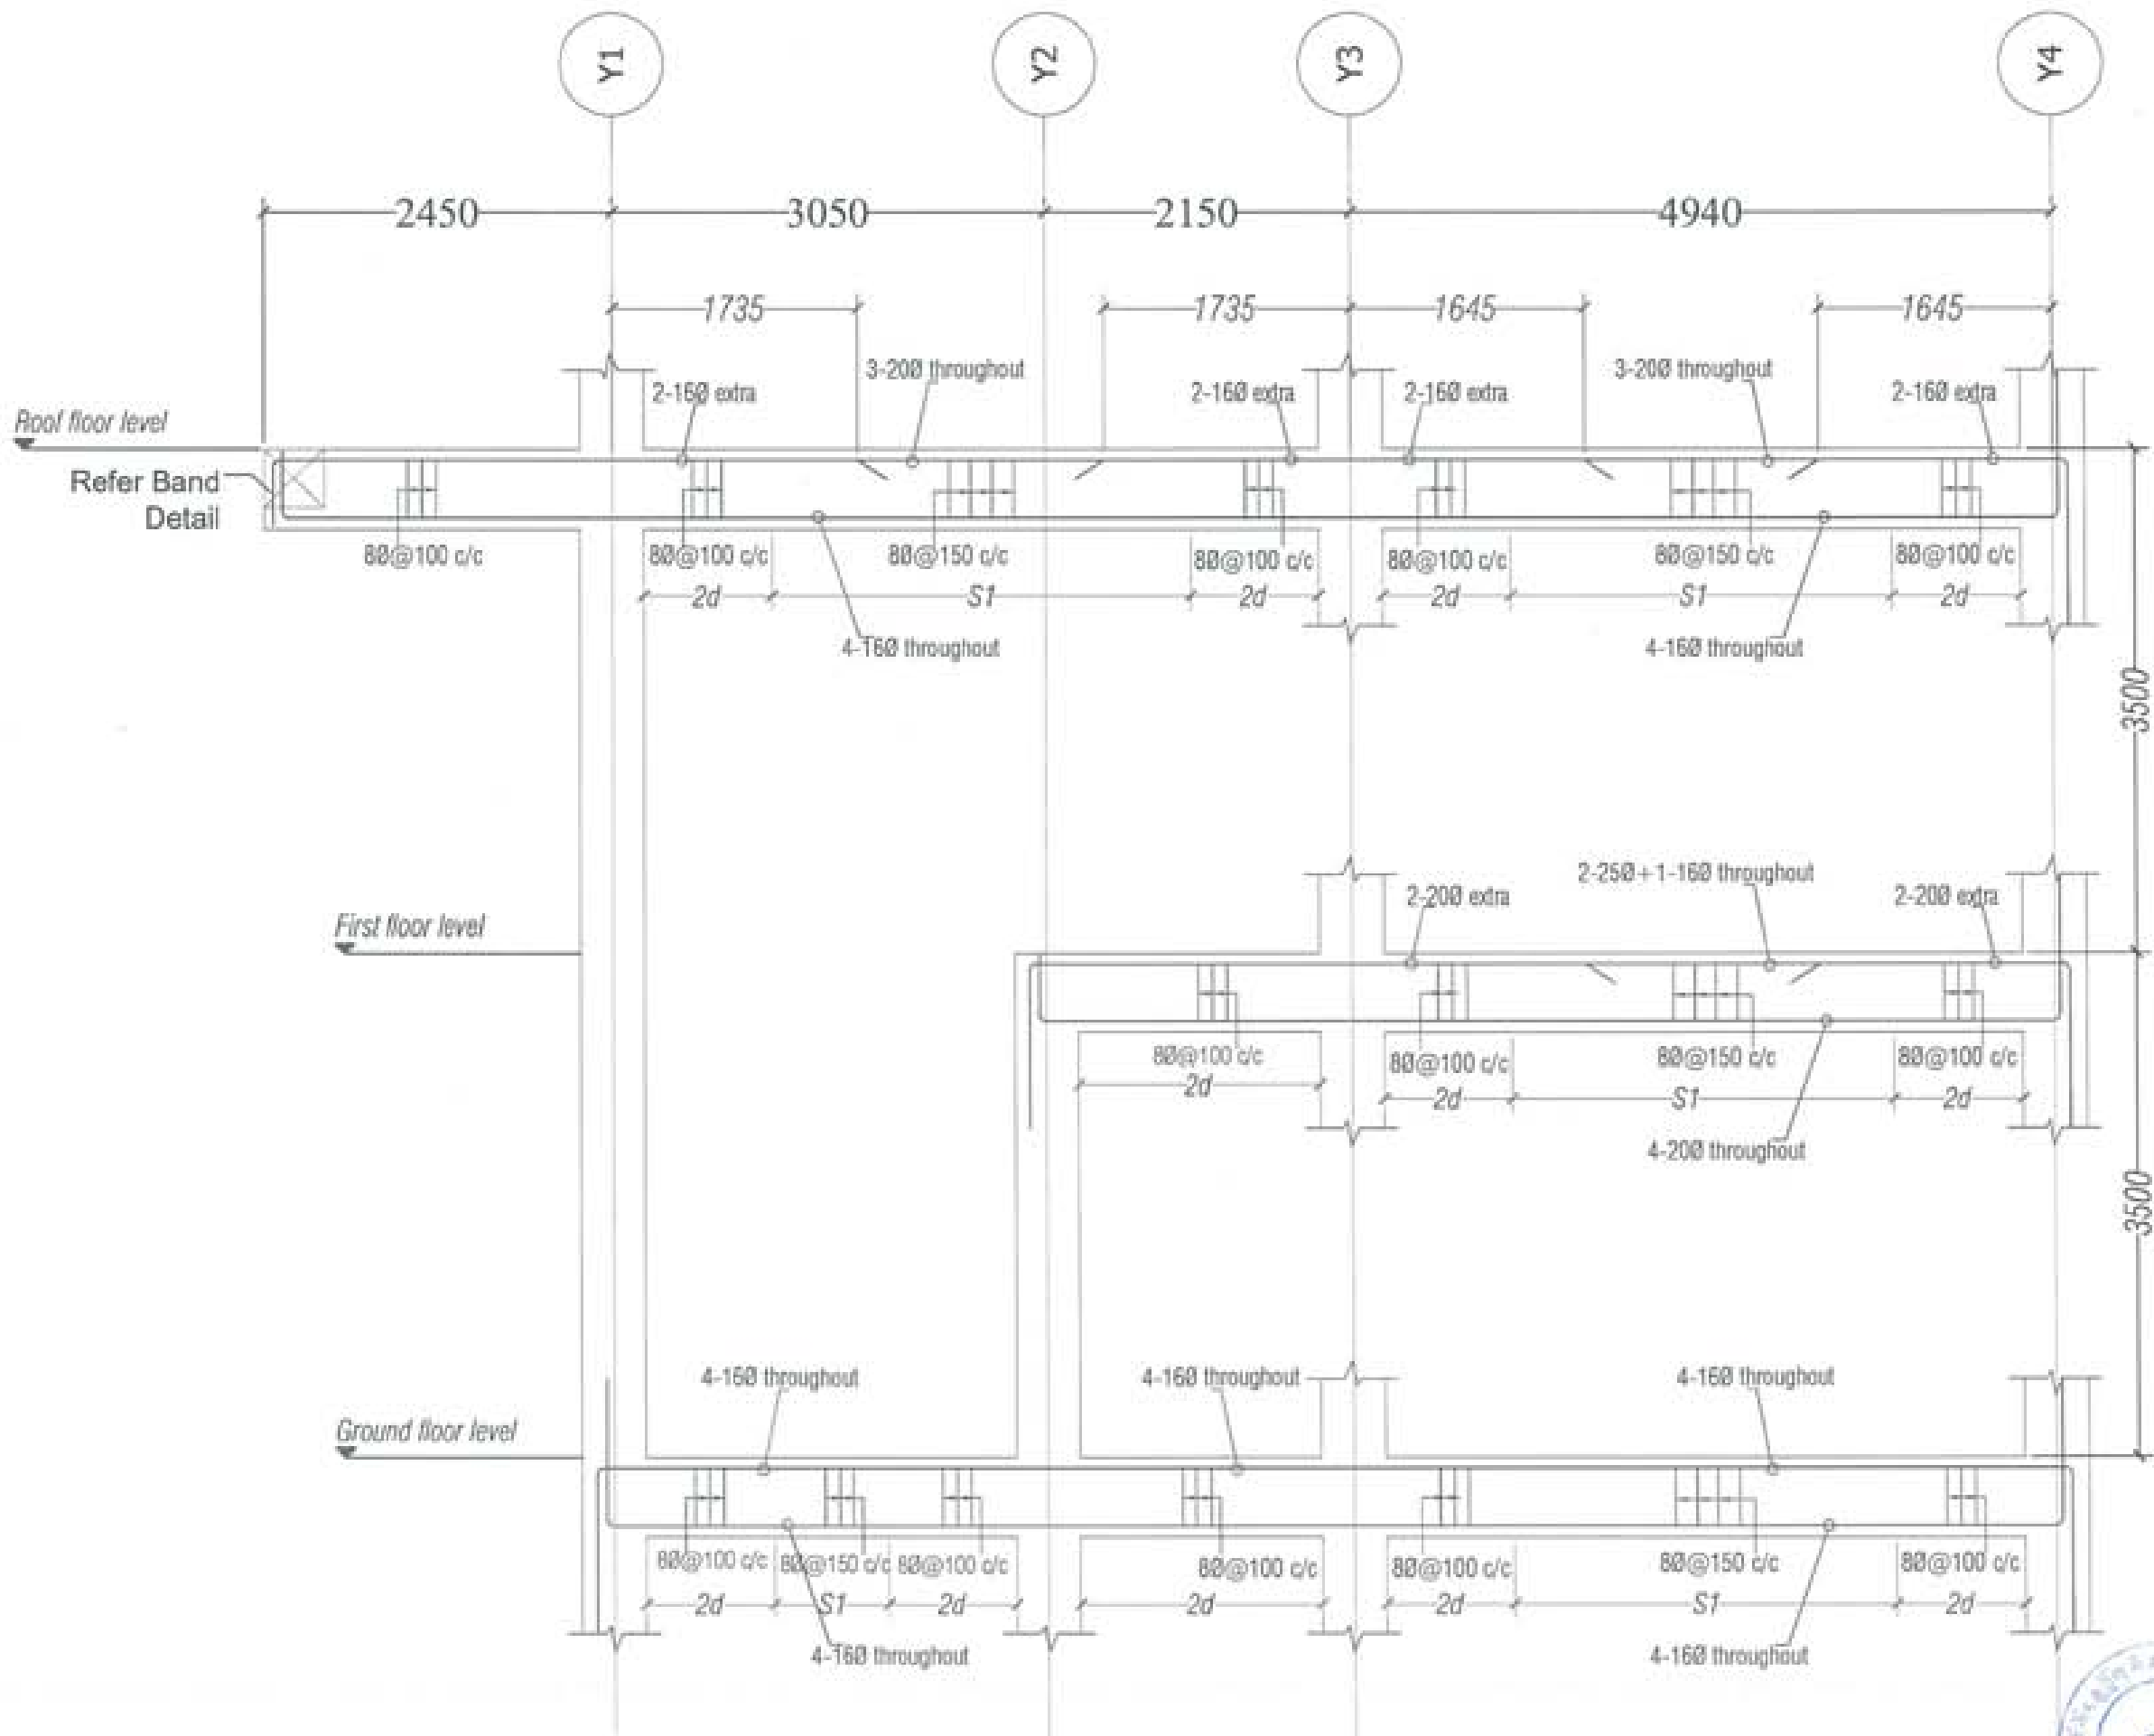 Y1
Y2
Y3
Y4
2450
3050
2150
4940
1735
1735
1645
1645
3-20Ø throughout
3-20Ø throughout
2-16Ø extra
2-16Ø extra
2-16Ø extra
2-16Ø extra
Roof floor level
Refer Band
Detail
8Ø@100 c/c
8Ø@100 c/c
8Ø@150 c/c
8Ø@100 c/c
8Ø@100 c/c
8Ø@150 c/c
8Ø@100 c/c
2d
S1
2d
2d
S1
2d
4-16Ø throughout
4-16Ø throughout
3500
2-25Ø+1-16Ø throughout
2-20Ø extra
2-20Ø extra
First floor level
8Ø@100 c/c
8Ø@100 c/c
8Ø@150 c/c
8Ø@100 c/c
2d
2d
S1
2d
4-20Ø throughout
3500
4-16Ø throughout
4-16Ø throughout
4-16Ø throughout
Ground floor level
8Ø@100 c/c
8Ø@150 c/c
8Ø@100 c/c
8Ø@100 c/c
8Ø@100 c/c
8Ø@150 c/c
8Ø@100 c/c
2d
S1
2d
2d
2d
S1
2d
4-16Ø throughout
4-16Ø throughout